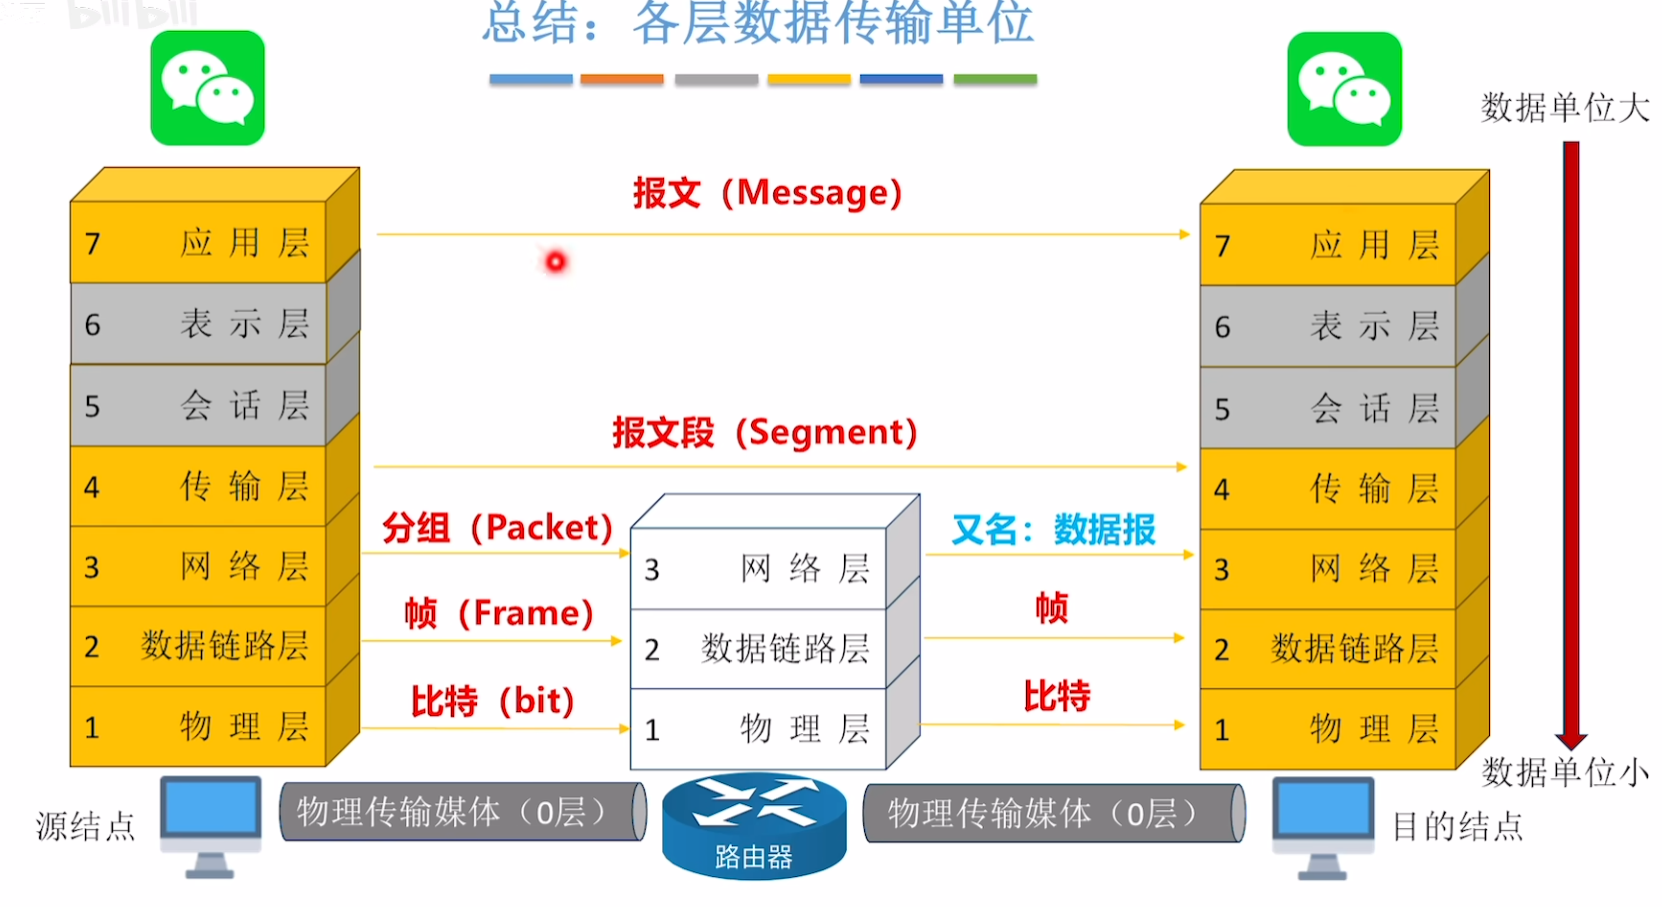 bilibili
总结：各层数据传输单位
数据单位大
报文（Message）
7 应用层
7 应用层
6 表示层
6 表示层
5 会话层
5 会话层
报文段（Segment）
4 传输层
4 传输层
分组（Packet）
又名：数据报
3 网络层
3 网络层
3 网络层
帧（Frame）
帧
2 数据链路层
2 数据链路层
2 数据链路层
比特（bit）
比特
1 物理层
1 物理层
1 物理层
数据单位小
源结点
物理传输媒体（0层）
路由器
物理传输媒体（0层）
目的结点